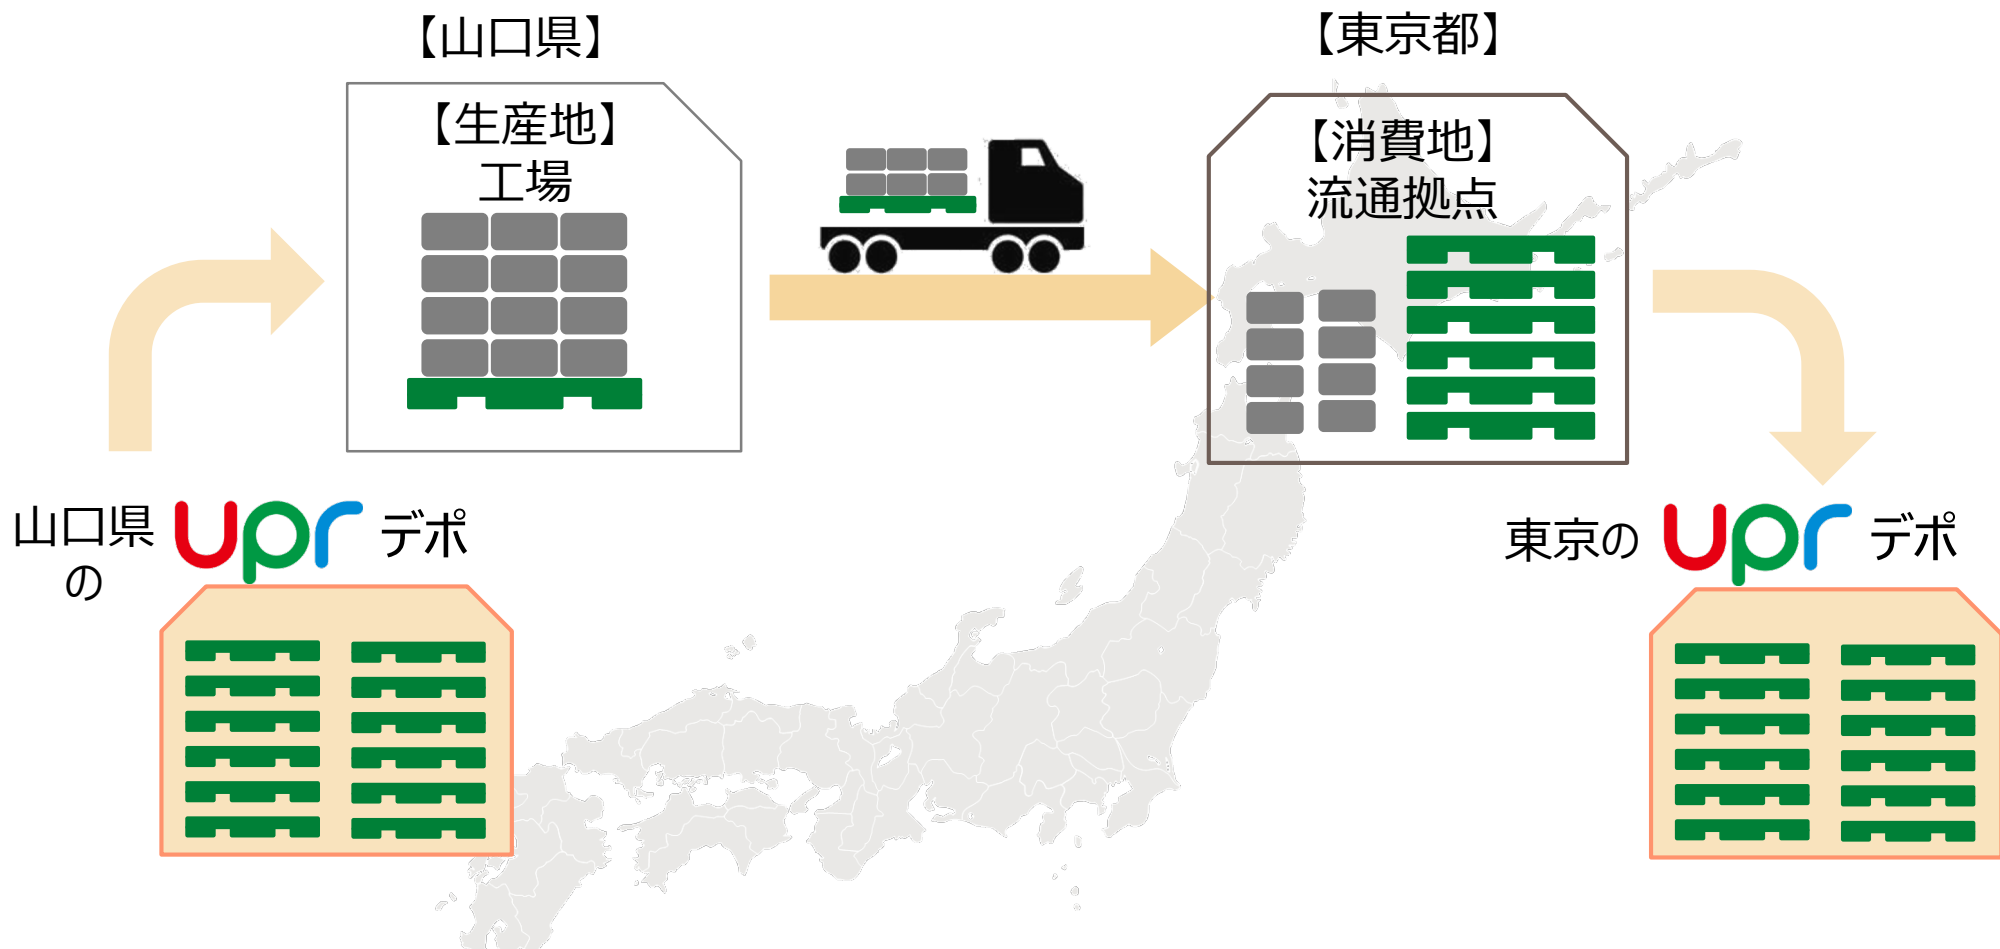 【山口県】
【生産地】
工場
【東京都】
【消費地】
流通拠点
山口県
の
upr デポ
東京の upr デポ